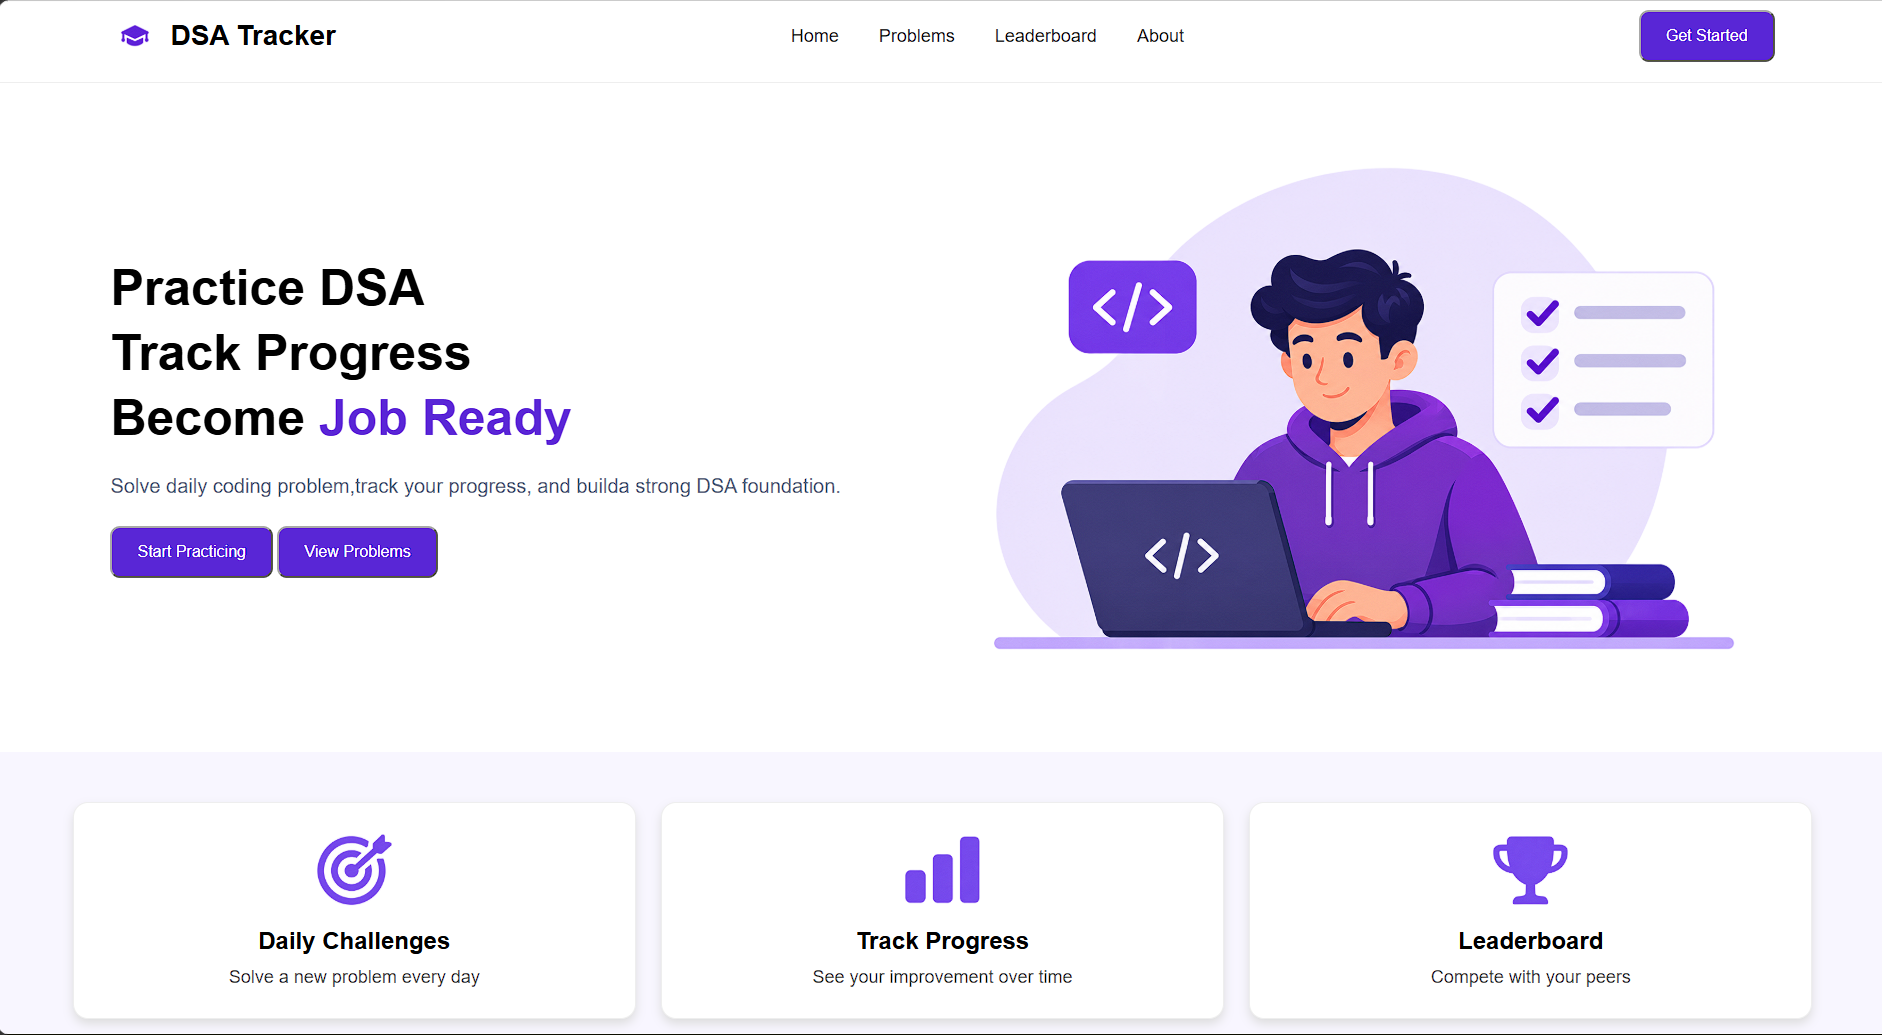 DSA Tracker
Home Problems Leaderboard About
Get Started
Practice DSA
Track Progress
Become Job Ready
Solve daily coding problem,track your progress, and builda strong DSA foundation.
Start Practicing View Problems
</>
</>
Daily Challenges
Solve a new problem every day
Track Progress
See your improvement over time
Leaderboard
Compete with your peers